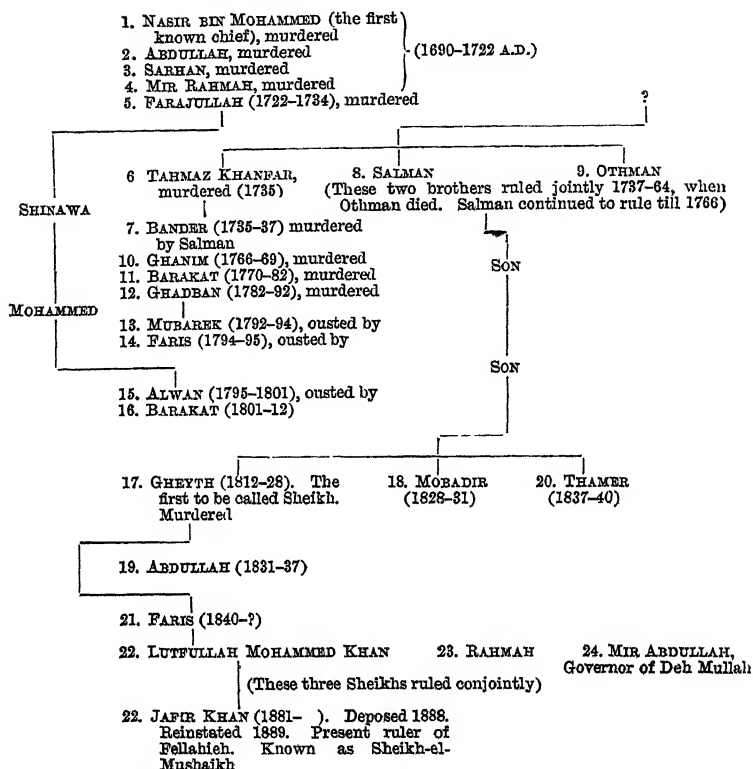 1. NASIR BIN MOHAMMED (the first
known chief), murdered
2. ABDULLAH, murdered
3. SARHAN, murdered
4. MIR RAHMAH, murdered
(1690–1722 A.D.)
5. FARAJULLAH (1722–1734), murdered
?
6 TAHMAZ KHANFAR,
murdered (1735)
8. SALMAN
9. OTHMAN
(These two brothers ruled jointly 1737–64, when
Othman died. Salman continued to rule till 1766)
SHINAWA
7. BANDER (1735–37) murdered
by Salman
10. GHANIM (1766–69), murdered
11. BARAKAT (1770–82), murdered
12. GHADBAN (1782–92), murdered
SON
MOHAMMED
13. MUBAREK (1792–94), ousted by
14. FARIS (1794–95), ousted by
SON
15. ALWAN (1795–1801), ousted by
16. BARAKAT (1801–12)
17. GHEYTH (1812–28). The
first to be called Sheikh.
Murdered
18. MOBADIR
(1828–31)
20. THAMER
(1837–40)
19. ABDULLAH (1831–37)
21. FARIS (1840–?)
22. LUTFULLAH MOHAMMED KHAN
23. RAHMAH
24. MIR ABDULLAH,
Governor of Deh Mullah
(These three Sheikhs ruled conjointly)
22. JAFIR KHAN (1881– ). Deposed 1888.
Reinstated 1889. Present ruler of
Fellahieh. Known as Sheikh-el-
Mushaikh